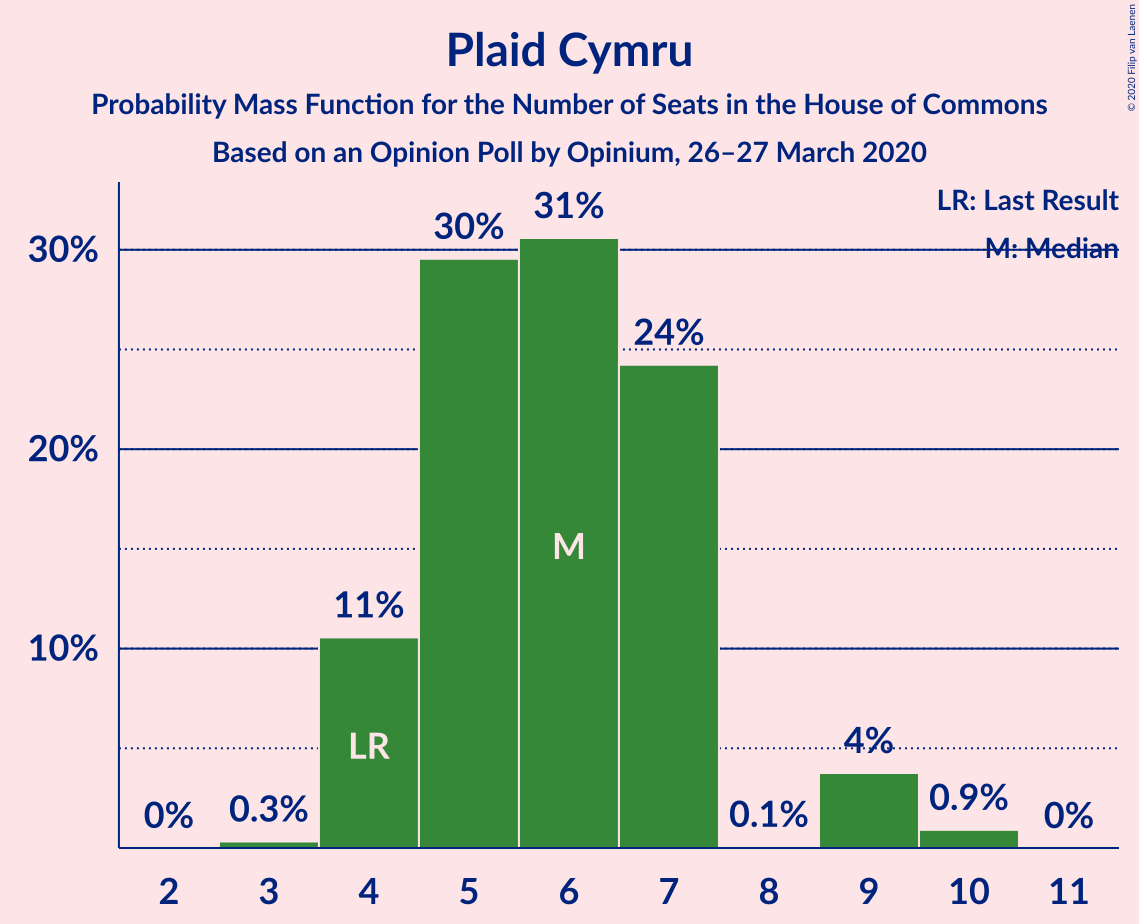 Plaid Cymru
Probability Mass Function for the Number of Seats in the House of Commons
Based on an Opinion Poll by Opinium, 26–27 March 2020
© 2020 Filip van Laenen
LR: Last Result
M: Median
30%
20%
10%
0%
0.3%
11%
30%
31%
24%
0.1%
4%
0.9%
0%
LR
M
2 3 4 5 6 7 8 9 10 11